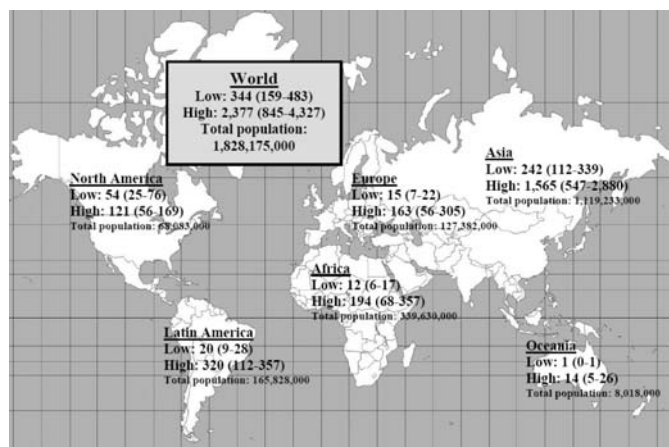 World
Low: 344 (159-483)
High: 2,377 (845-4,327)
Total population:
1,828,175,000
North America
Low: 54 (25-76)
High: 121 (56-169)
Total population: 68,083,000
Europe
Low: 15 (7-22)
High: 163 (56-305)
Total population: 127,382,000
Asia
Low: 242 (112-339)
High: 1,565 (547-2,880)
Total population: 1,119,233,000
Africa
Low: 12 (6-17)
High: 194 (68-357)
Total population: 339,630,000
Latin America
Low: 20 (9-28)
High: 320 (112-357)
Total population: 165,828,000
Oceania
Low: 1 (0-1)
High: 14 (5-26)
Total population: 8,018,000